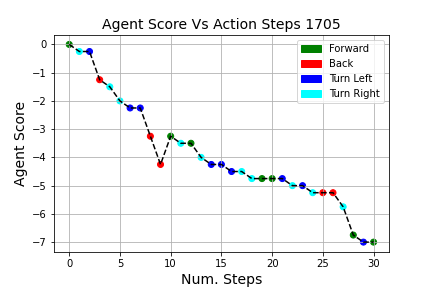 Agent Score Vs Action Steps 1705
Forward
Back
Turn Left
Turn Right
Agent Score
0
−1
−2
−3
−4
−5
−6
−7
0 5 10 15 20 25 30
Num. Steps